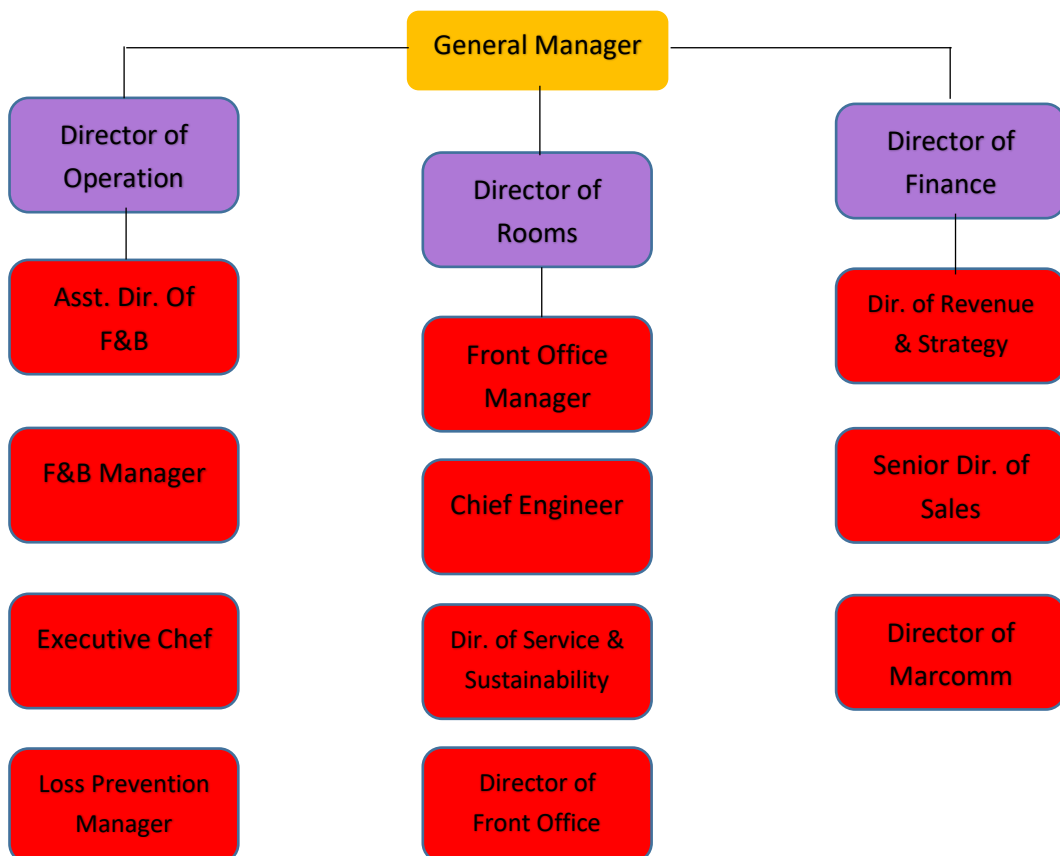 General Manager
Director of
Operation
Asst. Dir. Of
F&B
F&B Manager
Executive Chef
Loss Prevention
Manager
Director of
Rooms
Front Office
Manager
Chief Engineer
Dir. of Service &
Sustainability
Director of
Front Office
Director of
Finance
Dir. of Revenue
& Strategy
Senior Dir. of
Sales
Director of
Marcomm